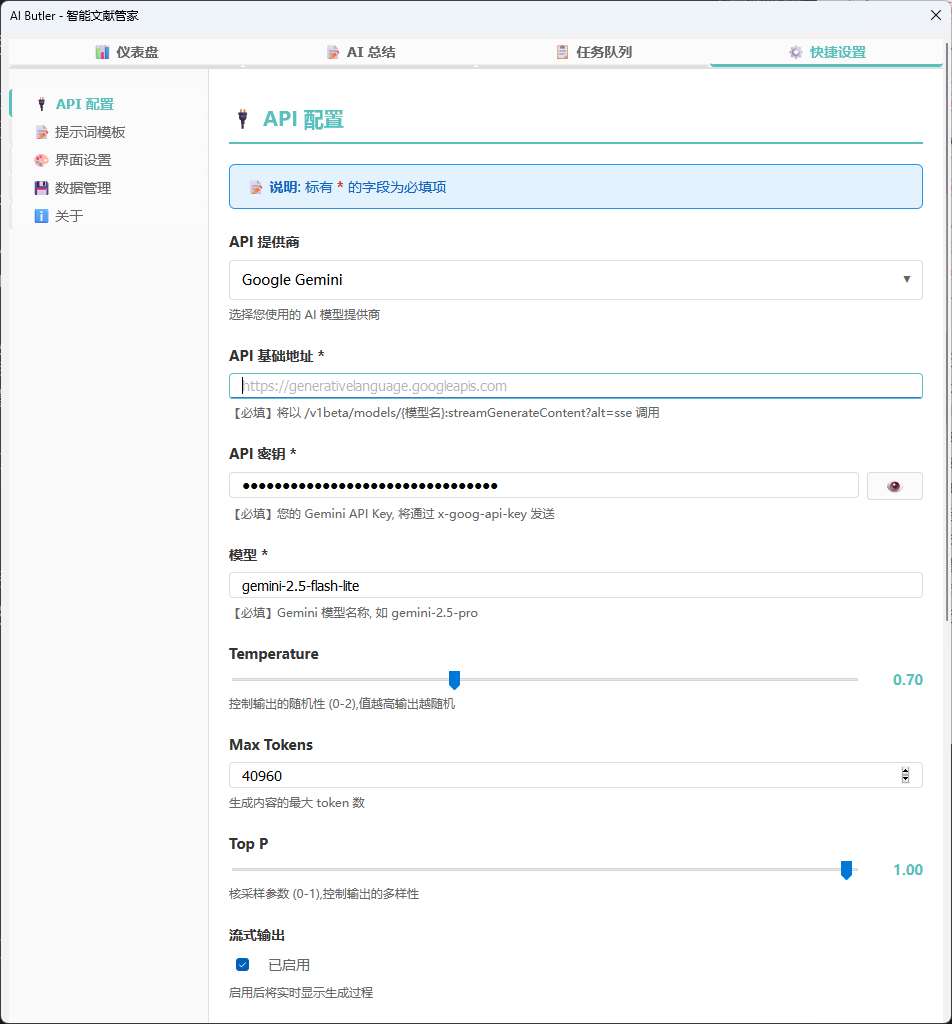 AI Butler - 智能文献管家
仪表盘
AI 总结
任务队列
快捷设置
API 配置
提示词模板
界面设置
数据管理
关于
API 配置
说明: 标有 * 的字段为必填项
API 提供商
Google Gemini
选择您使用的 AI 模型提供商
API 基础地址 *
https://generativelanguage.googleapis.com
【必填】将以 /v1beta/models/{模型名}:streamGenerateContent?alt=sse 调用
API 密钥 *
【必填】您的 Gemini API Key, 将通过 x-goog-api-key 发送
模型 *
gemini-2.5-flash-lite
【必填】Gemini 模型名称, 如 gemini-2.5-pro
Temperature
0.70
控制输出的随机性 (0-2),值越高输出越随机
Max Tokens
40960
生成内容的最大 token 数
Top P
1.00
核采样参数 (0-1),控制输出的多样性
流式输出
已启用
启用后将实时显示生成过程